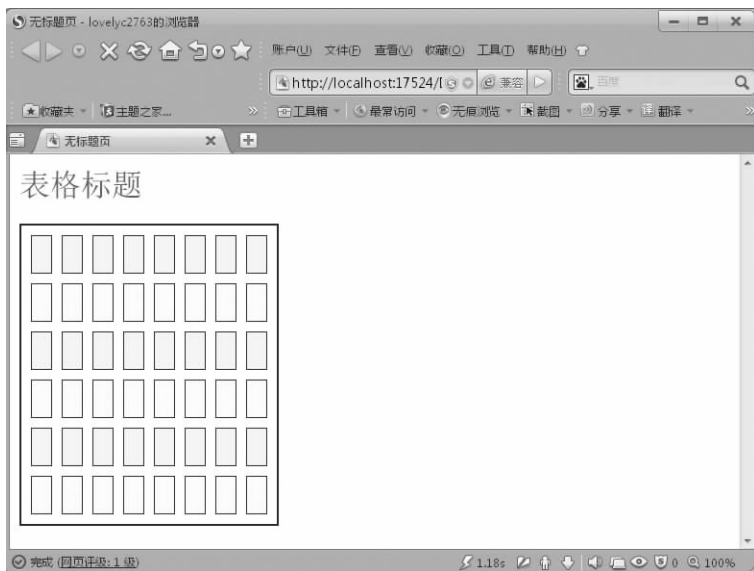 无标题页 - lovelyc2763的浏览器
账户(U) 文件(F) 查看(V) 收藏(O) 工具(T) 帮助(H)
http://localhost:17524/ 兼容 百度
收藏夹 主题之家... 工具箱 最常访问 无痕浏览 截图 分享 翻译
无标题页
表格标题
完成 (网页评级: 1 级) 1.18s 0 100%